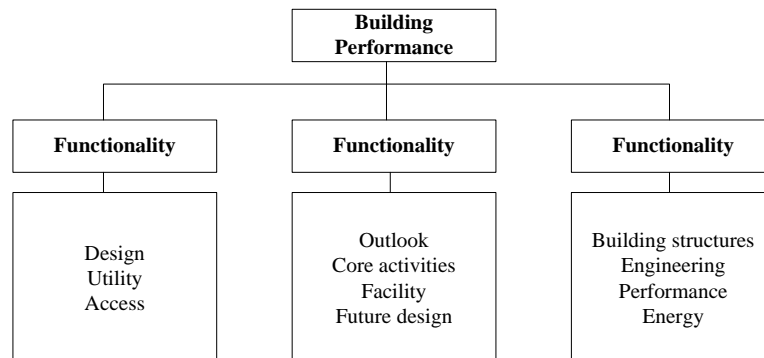 Building
Performance
Functionality
Functionality
Functionality
Design
Utility
Access
Outlook
Core activities
Facility
Future design
Building structures
Engineering
Performance
Energy